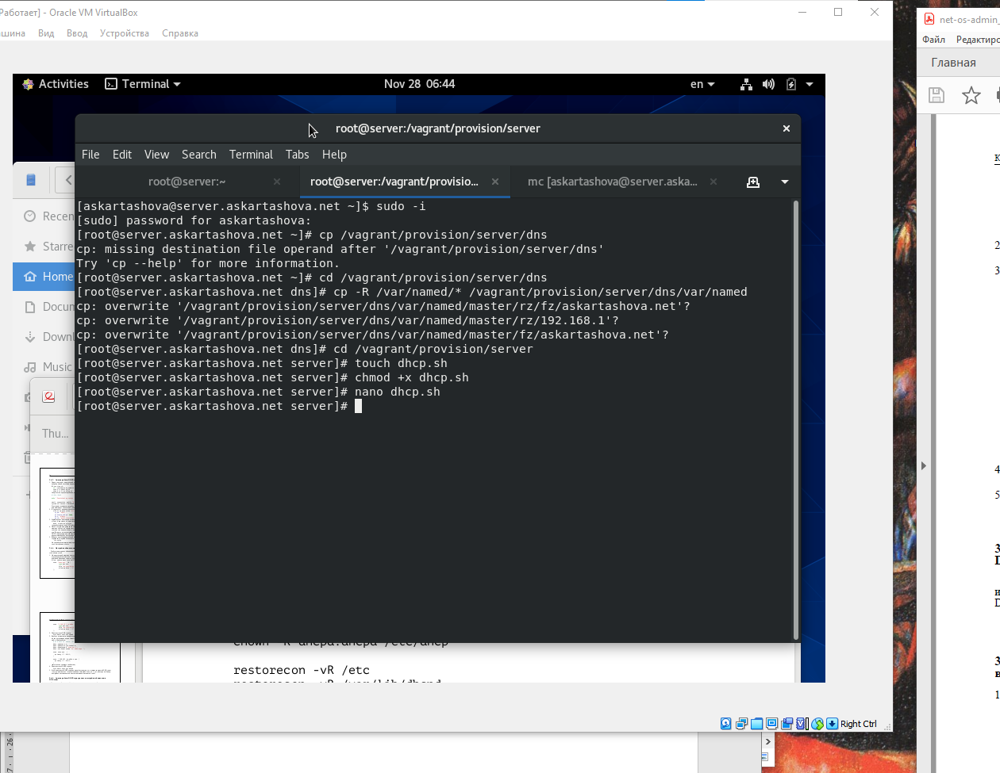 Работает] - Oracle VM VirtualBox
ашина Вид Ввод Устройства Справка
Activities Terminal Nov 28 06:44 en
root@server:/vagrant/provision/server
File Edit View Search Terminal Tabs Help
root@server:~ root@server:/vagrant/provisio... mc [askartashova@server.aska...
[askartashova@server.askartashova.net ~]$ sudo -i
[sudo] password for askartashova:
[root@server.askartashova.net ~]# cp /vagrant/provision/server/dns
cp: missing destination file operand after '/vagrant/provision/server/dns'
Try 'cp --help' for more information.
[root@server.askartashova.net ~]# cd /vagrant/provision/server/dns
[root@server.askartashova.net dns]# cp -R /var/named/* /vagrant/provision/server/dns/var/named
cp: overwrite '/vagrant/provision/server/dns/var/named/master/rz/fz/askartashova.net'?
cp: overwrite '/vagrant/provision/server/dns/var/named/master/rz/192.168.1'?
cp: overwrite '/vagrant/provision/server/dns/var/named/master/fz/askartashova.net'?
[root@server.askartashova.net dns]# cd /vagrant/provision/server
[root@server.askartashova.net server]# touch dhcp.sh
[root@server.askartashova.net server]# chmod +x dhcp.sh
[root@server.askartashova.net server]# nano dhcp.sh
[root@server.askartashova.net server]#
Recen
Starre
Home
Docum
Downl
Music
Thu...
restorecon -vR /etc
Right Ctrl
net-os-admin_
Файл Редактиро
Главная
2
3
4
5
1